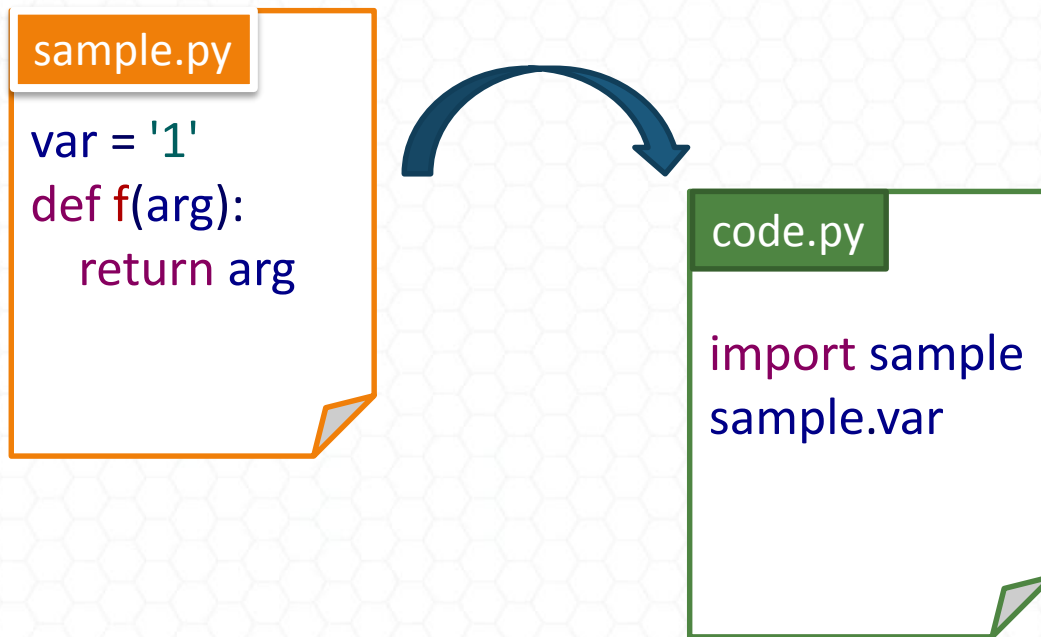 sample.py
var = '1'
def f(arg):
return arg
code.py
import sample
sample.var